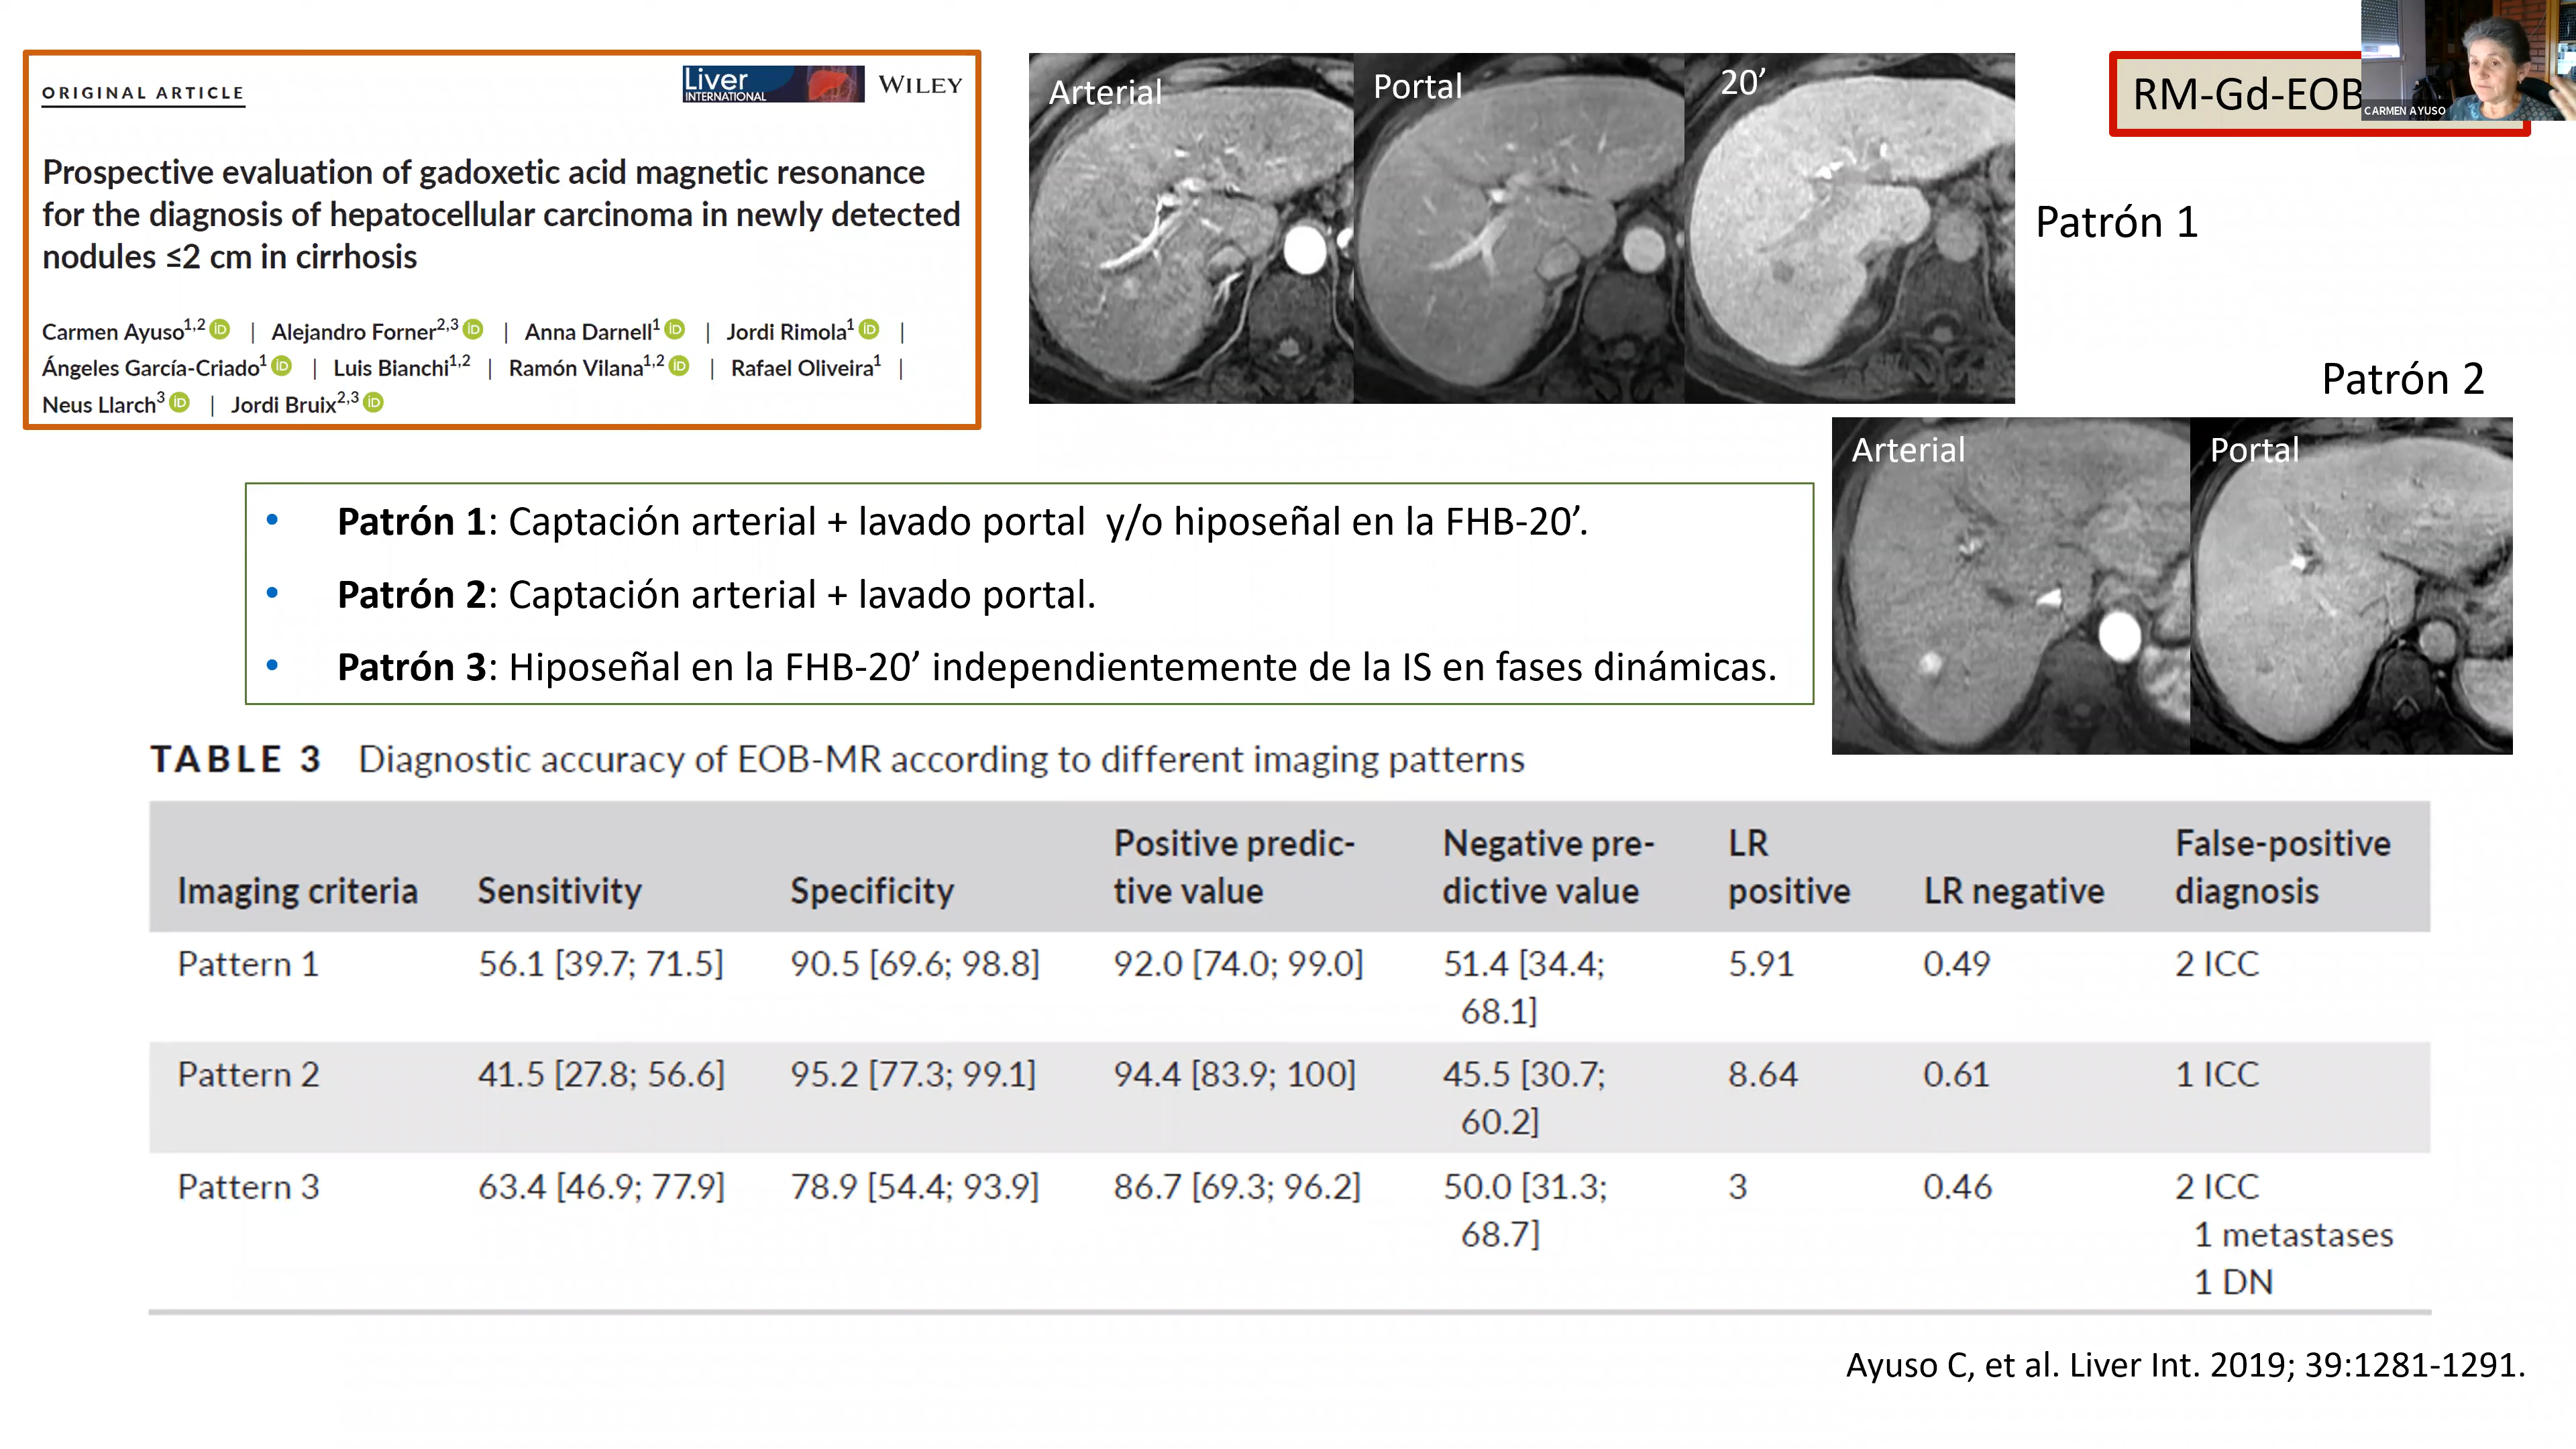 ORIGINAL ARTICLE
Liver
INTERNATIONAL
WILEY
Prospective evaluation of gadoxetic acid magnetic resonance
for the diagnosis of hepatocellular carcinoma in newly detected
nodules ≤2 cm in cirrhosis
Carmen Ayuso1,2 iD | Alejandro Forner2,3 iD | Anna Darnell1 iD | Jordi Rimola1 iD |
Ángeles García-Criado1 iD | Luis Bianchi1,2 | Ramón Vilana1,2 iD | Rafael Oliveira1 |
Neus Llarch3 iD | Jordi Bruix2,3 iD
Arterial
Portal
20’
RM-Gd-EOB
CARMEN AYUSO
Patrón 1
Patrón 2
Arterial
Portal
• Patrón 1: Captación arterial + lavado portal y/o hiposeñal en la FHB-20’.
• Patrón 2: Captación arterial + lavado portal.
• Patrón 3: Hiposeñal en la FHB-20’ independientemente de la IS en fases dinámicas.
TABLE 3 Diagnostic accuracy of EOB-MR according to different imaging patterns
Imaging criteria Sensitivity Specificity Positive predic-
tive value Negative pre-
dictive value LR
positive LR negative False-positive
diagnosis
Pattern 1 56.1 [39.7; 71.5] 90.5 [69.6; 98.8] 92.0 [74.0; 99.0] 51.4 [34.4;
68.1] 5.91 0.49 2 ICC
Pattern 2 41.5 [27.8; 56.6] 95.2 [77.3; 99.1] 94.4 [83.9; 100] 45.5 [30.7;
60.2] 8.64 0.61 1 ICC
Pattern 3 63.4 [46.9; 77.9] 78.9 [54.4; 93.9] 86.7 [69.3; 96.2] 50.0 [31.3;
68.7] 3 0.46 2 ICC
1 metastases
1 DN
Ayuso C, et al. Liver Int. 2019; 39:1281-1291.